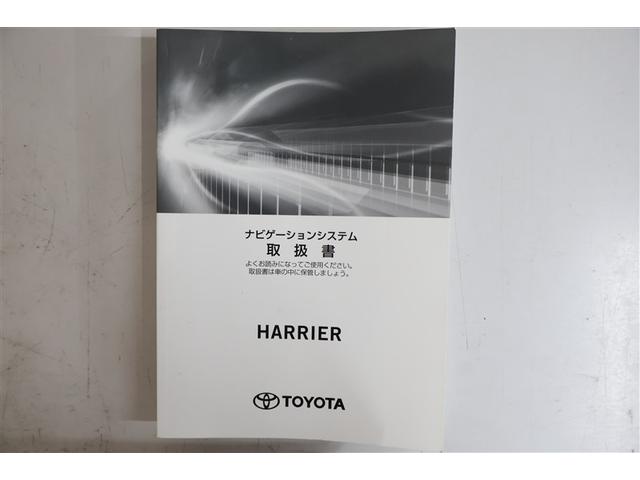 ナビゲーションシステム
取扱書
よくお読みになってご使用ください。
取扱書は車の中に保管しましょう。
HARRIER
TOYOTA